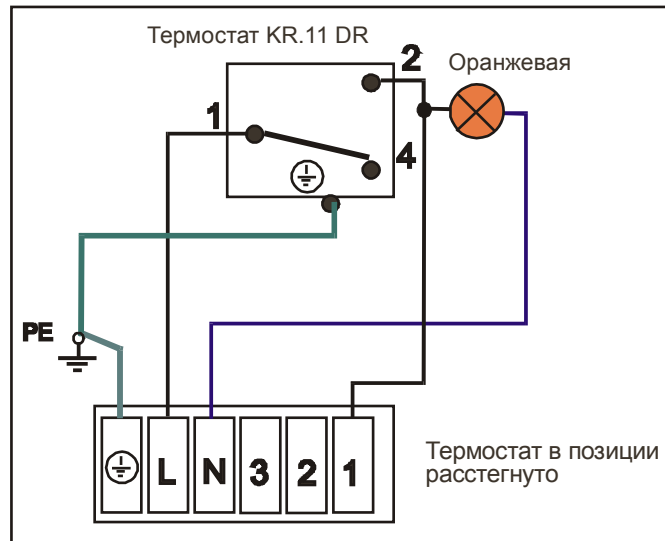 Термостат KR.11 DR
2
Оранжевая
1
4
PE
L N 3 2 1
Термостат в позиции
расстегнуто